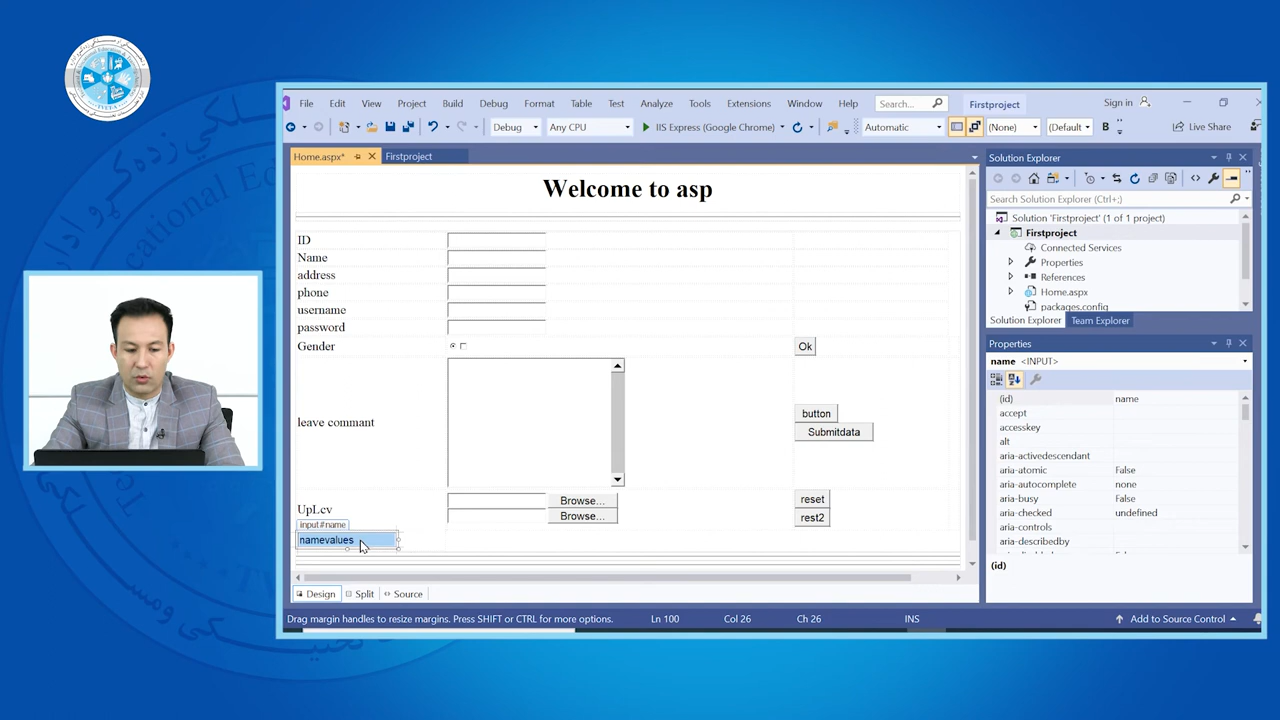 File Edit View Project Build Debug Format Table Test Analyze Tools Extensions Window Help Search... Firstproject Sign in
Debug Any CPU IIS Express (Google Chrome) Automatic (None) (Default B Live Share
Home.aspx* Firstproject
Welcome to asp
ID
Name
address
phone
username
password
Gender Ok
leave commant
button
Submitdata
UpLcv Browse... reset
Browse... rest2
input#name
namevalues
Design Split Source
Drag margin handles to resize margins. Press SHIFT or CTRL for more options. Ln 100 Col 26 Ch 26 INS Add to Source Control
Solution Explorer
Search Solution Explorer (Ctrl+;)
Solution 'Firstproject' (1 of 1 project)
Firstproject
Connected Services
Properties
References
Home.aspx
packages.config
Solution Explorer Team Explorer
Properties
name <INPUT>
(id) name
accept
accesskey
alt
aria-activedescendant
aria-atomic False
aria-autocomplete none
aria-busy False
aria-checked undefined
aria-controls
aria-describedby
(id)